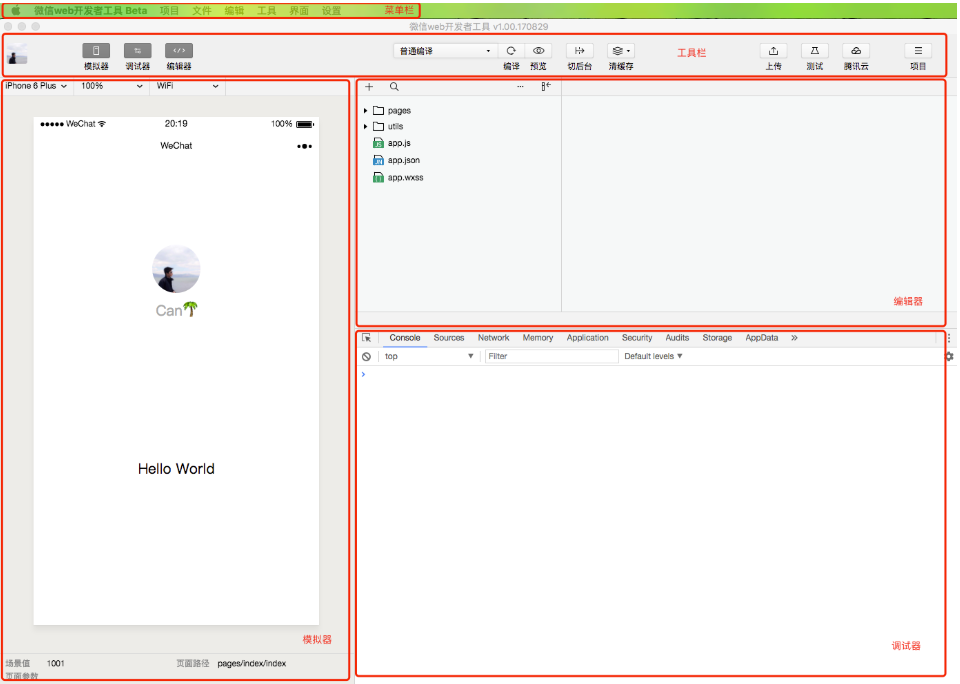 微信web开发者工具 Beta 项目 文件 编辑 工具 界面 设置 菜单栏
微信web开发者工具 v1.00.170829
普通编译 工具栏
模拟器 调试器 编辑器 编译 预览 切后台 清缓存 上传 测试 腾讯云 项目
iPhone 6 Plus 100% WiFi
WeChat 20:19 100%
WeChat
Can
Hello World
模拟器
场景值 1001 页面路径 pages/index/index
页面参数
pages
utils
app.js
app.json
app.wxss
编辑器
Console Sources Network Memory Application Security Audits Storage AppData »
top Filter Default levels
›
调试器